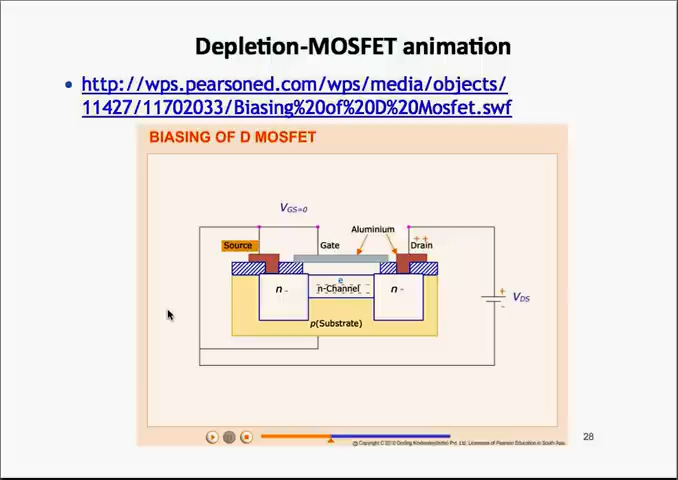 Depletion-MOSFET animation
• http://wps.pearsoned.com/wps/media/objects/
11427/11702033/Biasing%20of%20D%20Mosfet.swf
BIASING OF D MOSFET
VGS=0
Aluminium
Source
Gate
++
Drain
e
n-Channel
n -
n -
+
VDS
-
p(Substrate)
28